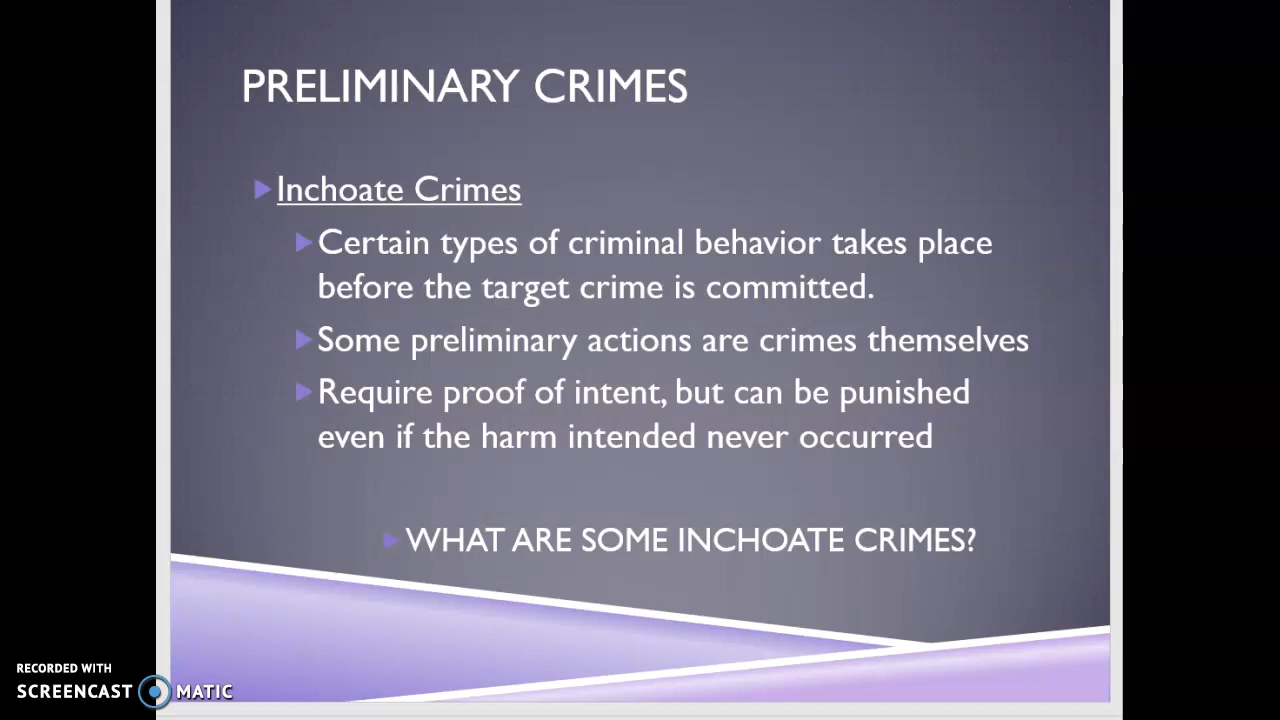 PRELIMINARY CRIMES
Inchoate Crimes
Certain types of criminal behavior takes place
before the target crime is committed.
Some preliminary actions are crimes themselves
Require proof of intent, but can be punished
even if the harm intended never occurred
WHAT ARE SOME INCHOATE CRIMES?
RECORDED WITH
SCREENCAST MATIC